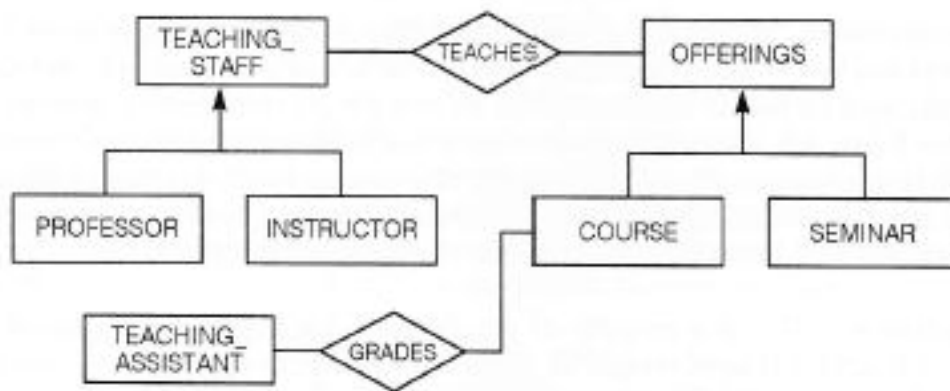 TEACHING_
STAFF
TEACHES
OFFERINGS
PROFESSOR
INSTRUCTOR
COURSE
SEMINAR
TEACHING_
ASSISTANT
GRADES